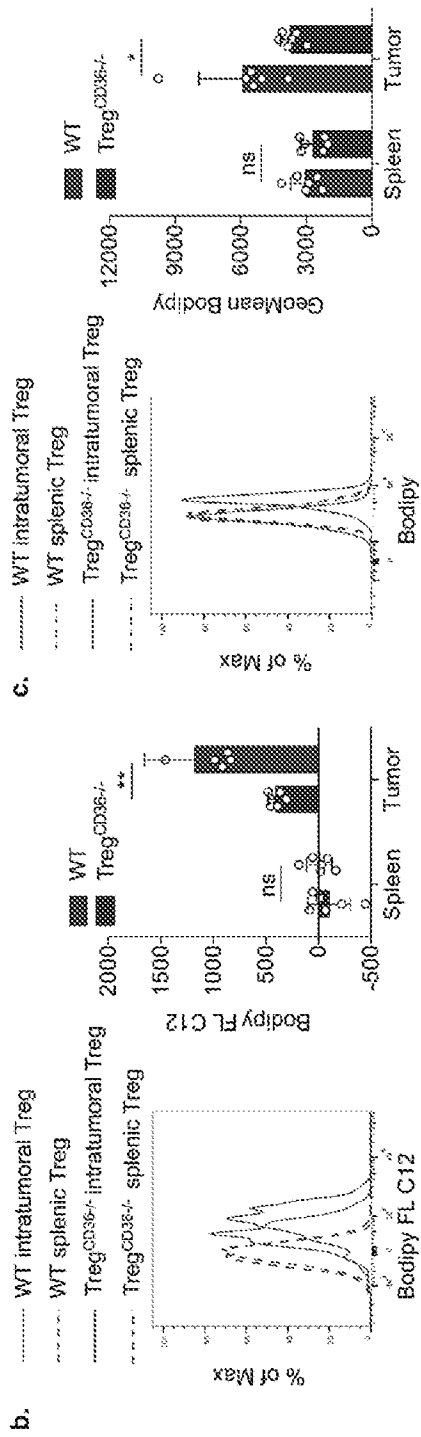 b.
WT intratumoral Treg
WT splenic Treg
Treg^CD36-/- intratumoral Treg
Treg^CD36-/- splenic Treg
% of Max
Bodipy FL C12
WT
Treg^CD36-/-
Bodipy FL C12
2000
1500
1000
500
0
-500
ns
**
Spleen
Tumor
c.
WT intratumoral Treg
WT splenic Treg
Treg^CD36-/- intratumoral Treg
Treg^CD36-/- splenic Treg
% of Max
Bodipy
WT
Treg^CD36-/-
GeoMean Bodipy
12000
9000
6000
3000
0
ns
*
Spleen
Tumor